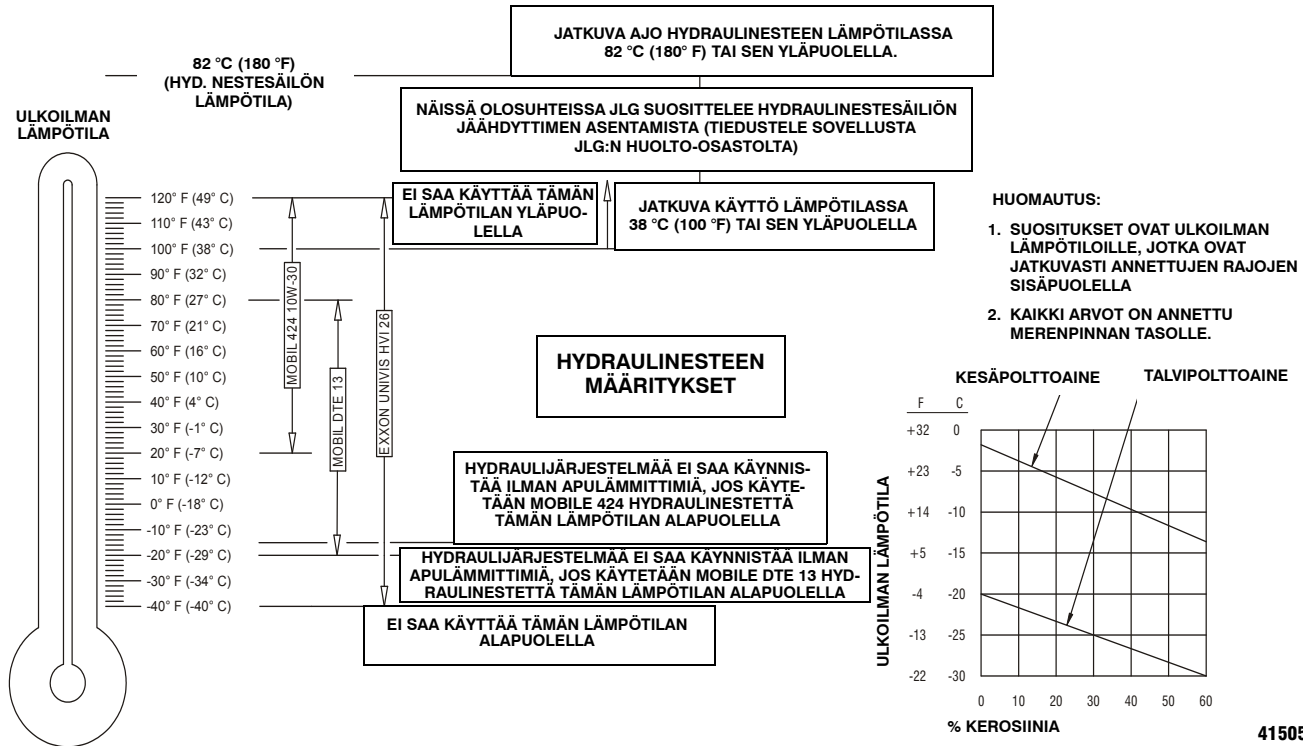 JATKUVA AJO HYDRAULINESTEEN LÄMPÖTILASSA
82 °C (180° F) TAI SEN YLÄPUOLELLA.
82 °C (180 °F)
(HYD. NESTESÄILÖN
LÄMPÖTILA)
NÄISSÄ OLOSUHTEISSA JLG SUOSITTELEE HYDRAULINESTESÄILIÖN
JÄÄHDYTTIMEN ASENTAMISTA (TIEDUSTELE SOVELLUSTA
JLG:N HUOLTO-OSASTOLTA)
ULKOILMAN
LÄMPÖTILA
EI SAA KÄYTTÄÄ TÄMÄN
LÄMPÖTILAN YLÄPUO-
LELLA
JATKUVA KÄYTTÖ LÄMPÖTILASSA
38 °C (100 °F) TAI SEN YLÄPUOLELLA
120° F (49° C)
110° F (43° C)
100° F (38° C)
90° F (32° C)
80° F (27° C)
70° F (21° C)
60° F (16° C)
50° F (10° C)
40° F (4° C)
30° F (-1° C)
20° F (-7° C)
10° F (-12° C)
0° F (-18° C)
-10° F (-23° C)
-20° F (-29° C)
-30° F (-34° C)
-40° F (-40° C)
MOBIL 424 10W-30
MOBIL DTE 13
EXXON UNIVIS HVI 26
HYDRAULINESTEEN
MÄÄRITYKSET
HYDRAULIJÄRJESTELMÄÄ EI SAA KÄYNNIS-
TÄÄ ILMAN APULÄMMITTIMIÄ, JOS KÄYTE-
TÄÄN MOBILE 424 HYDRAULINESTETTÄ
TÄMÄN LÄMPÖTILAN ALAPUOLELLA
HYDRAULIJÄRJESTELMÄÄ EI SAA KÄYNNISTÄÄ ILMAN
APULÄMMITTIMIÄ, JOS KÄYTETÄÄN MOBILE DTE 13 HYD-
RAULINESTETTÄ TÄMÄN LÄMPÖTILAN ALAPUOLELLA
EI SAA KÄYTTÄÄ TÄMÄN LÄMPÖTILAN
ALAPUOLELLA
HUOMAUTUS:
1. SUOSITUKSET OVAT ULKOILMAN
LÄMPÖTILOILLE, JOTKA OVAT
JATKUVASTI ANNETTUJEN RAJOJEN
SISÄPUOLELLA
2. KAIKKI ARVOT ON ANNETTU
MERENPINNAN TASOLLE.
KESÄPOLTTOAINE TALVIPOLTTOAINE
F C
+32 0
+23 -5
+14 -10
+5 -15
-4 -20
-13 -25
-22 -30
ULKOILMAN LÄMPÖTILA
0 10 20 30 40 50 60
% KEROSIINIA
41505